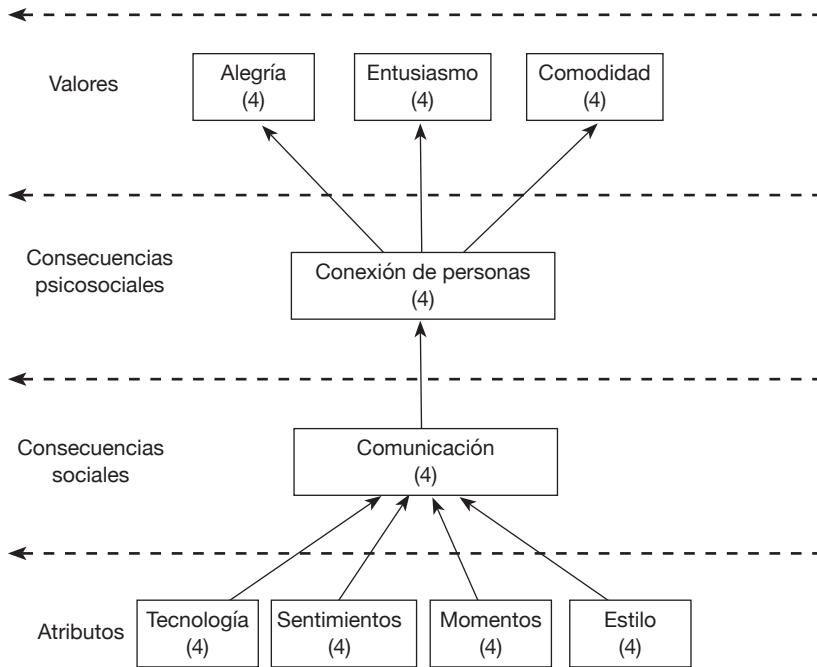 Valores
Alegría
(4)
Entusiasmo
(4)
Comodidad
(4)
Consecuencias
psicosociales
Conexión de personas
(4)
Consecuencias
sociales
Comunicación
(4)
Atributos
Tecnología
(4)
Sentimientos
(4)
Momentos
(4)
Estilo
(4)